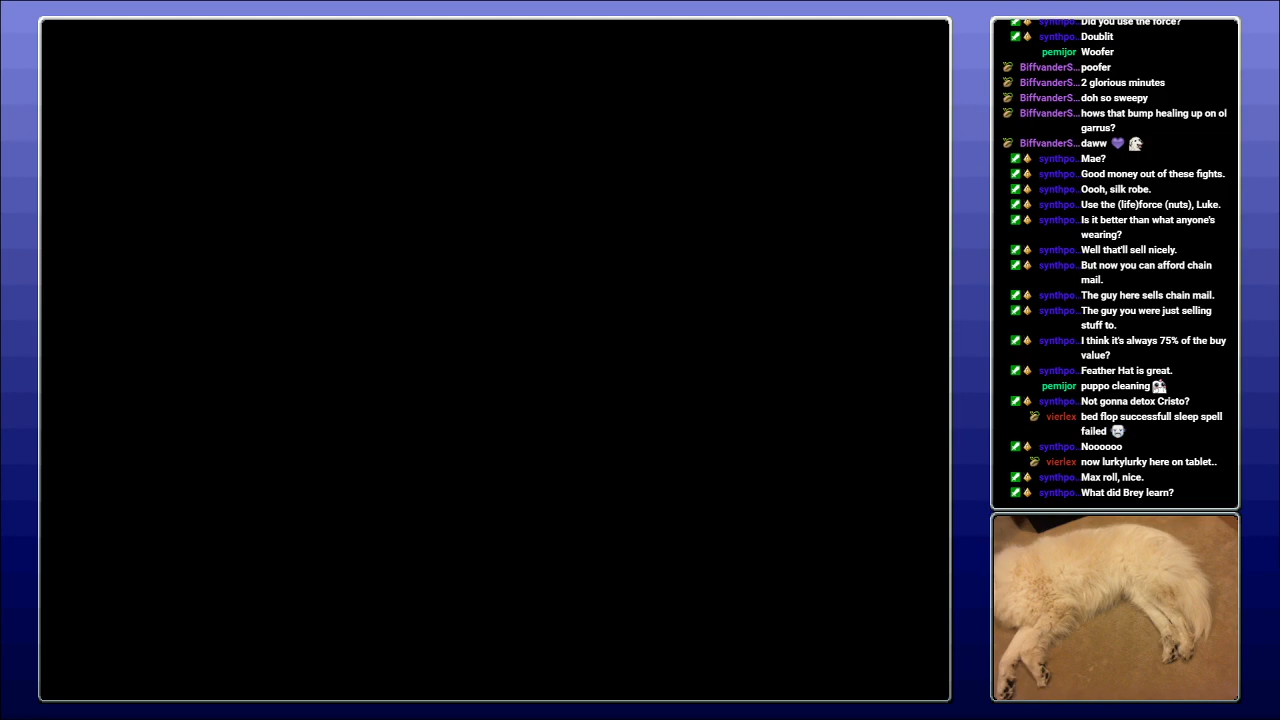 synthpo… Did you use the force?
synthpo… Doublit
pemijor Woofer
BiffvanderS… poofer
BiffvanderS… 2 glorious minutes
BiffvanderS… doh so sweepy
BiffvanderS… hows that bump healing up on ol
garrus?
BiffvanderS… daww
synthpo… Mae?
synthpo… Good money out of these fights.
synthpo… Oooh, silk robe.
synthpo… Use the (life)force (nuts), Luke.
synthpo… Is it better than what anyone's
wearing?
synthpo… Well that'll sell nicely.
synthpo… But now you can afford chain
mail.
synthpo… The guy here sells chain mail.
synthpo… The guy you were just selling
stuff to.
synthpo… I think it's always 75% of the buy
value?
synthpo… Feather Hat is great.
pemijor puppo cleaning
synthpo… Not gonna detox Cristo?
vierlex bed flop successfull sleep spell
failed
synthpo… Noooooo
vierlex now lurkylurky here on tablet..
synthpo… Max roll, nice.
synthpo… What did Brey learn?